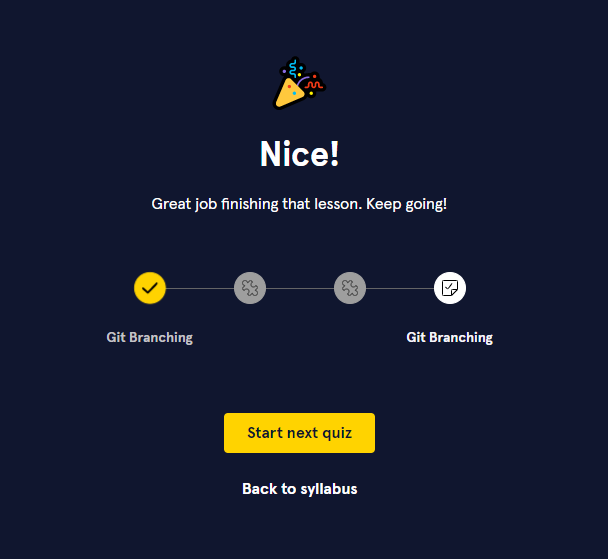 Nice!
Great job finishing that lesson. Keep going!
Git Branching
Git Branching
Start next quiz
Back to syllabus